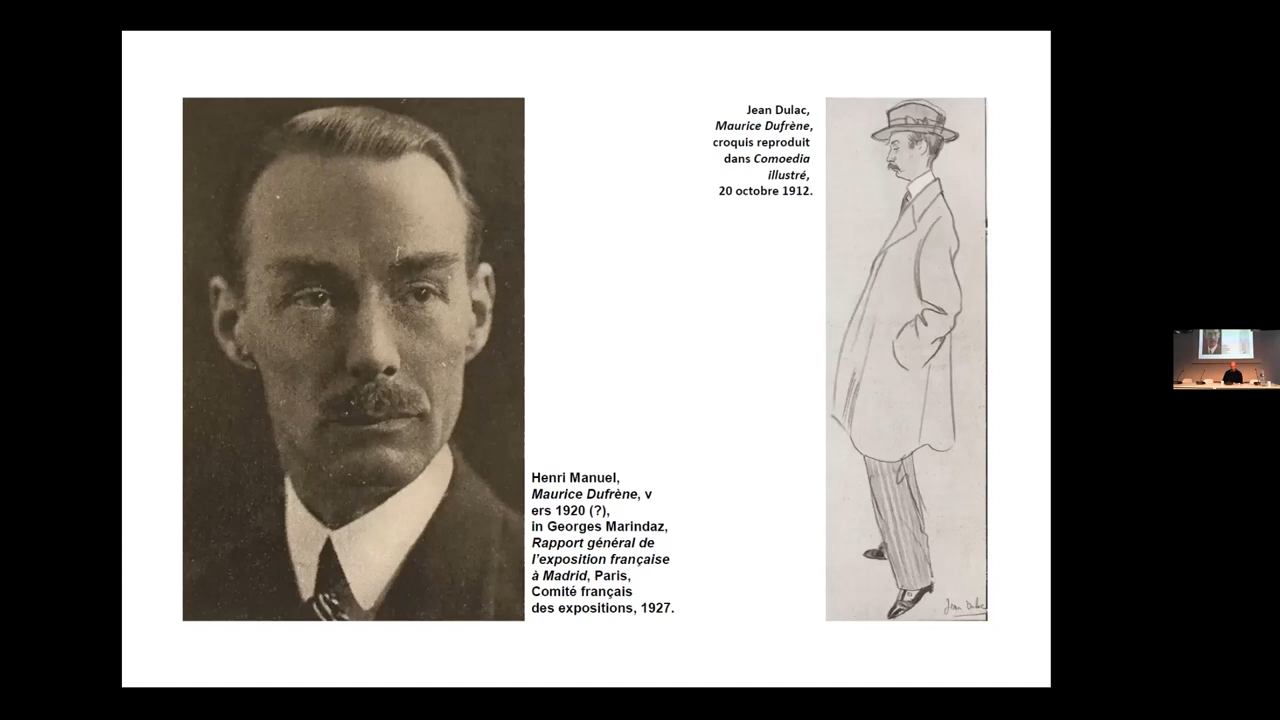 Jean Dulac,
Maurice Dufrène,
croquis reproduit
dans Comoedia
illustré,
20 octobre 1912.
Henri Manuel,
Maurice Dufrène, v
ers 1920 (?),
in Georges Marindaz,
Rapport général de
l'exposition française
à Madrid, Paris,
Comité français
des expositions, 1927.
Jean Dulac